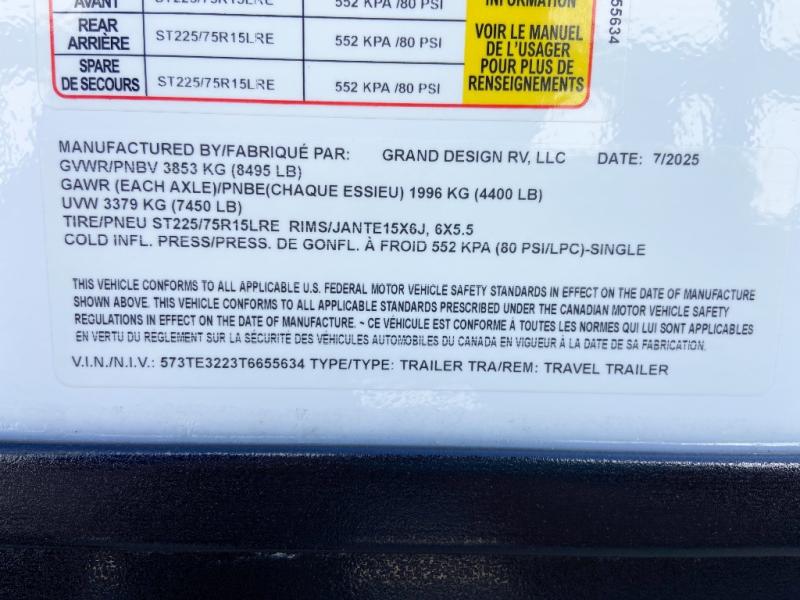 AVANT ST225/75R15LRE 552 KPA /80 PSI INFORMATION
REAR
ARRIÈRE ST225/75R15LRE 552 KPA /80 PSI
SPARE
DE SECOURS ST225/75R15LRE 552 KPA /80 PSI
VOIR LE MANUEL
DE L'USAGER
POUR PLUS DE
RENSEIGNEMENTS
55634
MANUFACTURED BY/FABRIQUÉ PAR: GRAND DESIGN RV, LLC DATE: 7/2025
GVWR/PNBV 3853 KG (8495 LB)
GAWR (EACH AXLE)/PNBE(CHAQUE ESSIEU) 1996 KG (4400 LB)
UVW 3379 KG (7450 LB)
TIRE/PNEU ST225/75R15LRE RIMS/JANTE15X6J, 6X5.5
COLD INFL. PRESS/PRESS. DE GONFL. À FROID 552 KPA (80 PSI/LPC)-SINGLE
THIS VEHICLE CONFORMS TO ALL APPLICABLE U.S. FEDERAL MOTOR VEHICLE SAFETY STANDARDS IN EFFECT ON THE DATE OF MANUFACTURE
SHOWN ABOVE. THIS VEHICLE CONFORMS TO ALL APPLICABLE STANDARDS PRESCRIBED UNDER THE CANADIAN MOTOR VEHICLE SAFETY
REGULATIONS IN EFFECT ON THE DATE OF MANUFACTURE. ~ CE VÉHICULE EST CONFORME À TOUTES LES NORMES QUI LUI SONT APPLICABLES
EN VERTU DU REGLEMENT SUR LA SÉCURITÉ DES VÉHICULES AUTOMOBILES DU CANADA EN VIGUEUR À LA DATE DE SA FABRICATION.
V.I.N./N.I.V.: 573TE3223T6655634 TYPE/TYPE: TRAILER TRA/REM: TRAVEL TRAILER